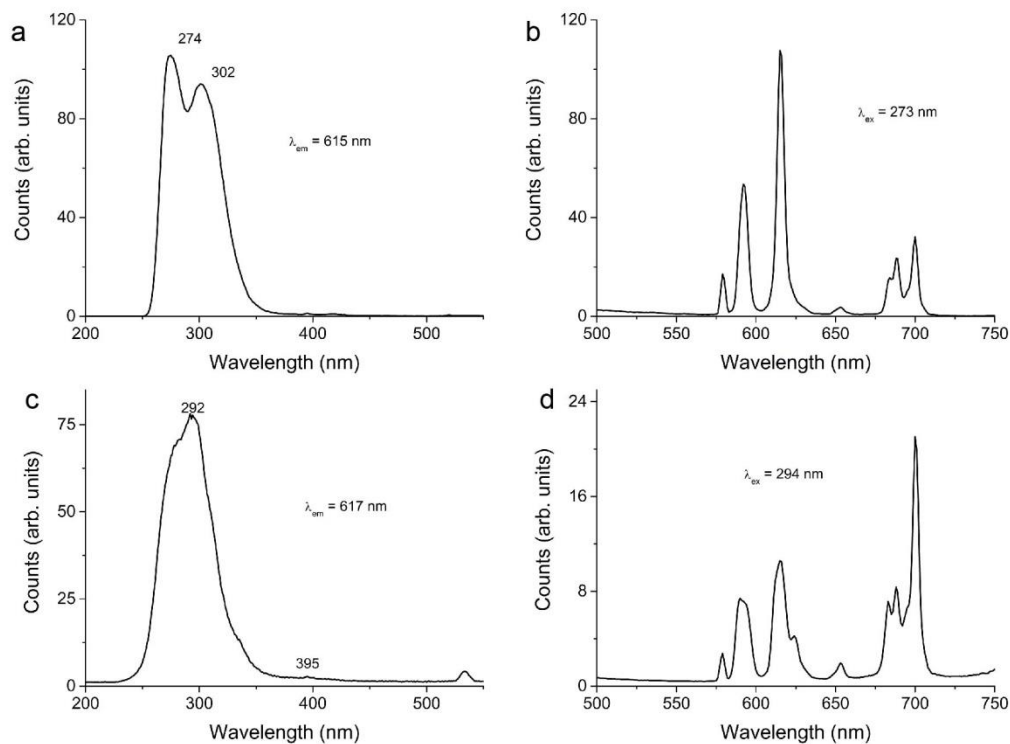 a
274
302
λem = 615 nm
Counts (arb. units)
120
80
40
0
200 300 400 500
Wavelength (nm)
b
λex = 273 nm
Counts (arb. units)
120
80
40
0
500 550 600 650 700 750
Wavelength (nm)
c
292
395
λem = 617 nm
Counts (arb. units)
75
50
25
0
200 300 400 500
Wavelength (nm)
d
λex = 294 nm
Counts (arb. units)
24
16
8
0
500 550 600 650 700 750
Wavelength (nm)